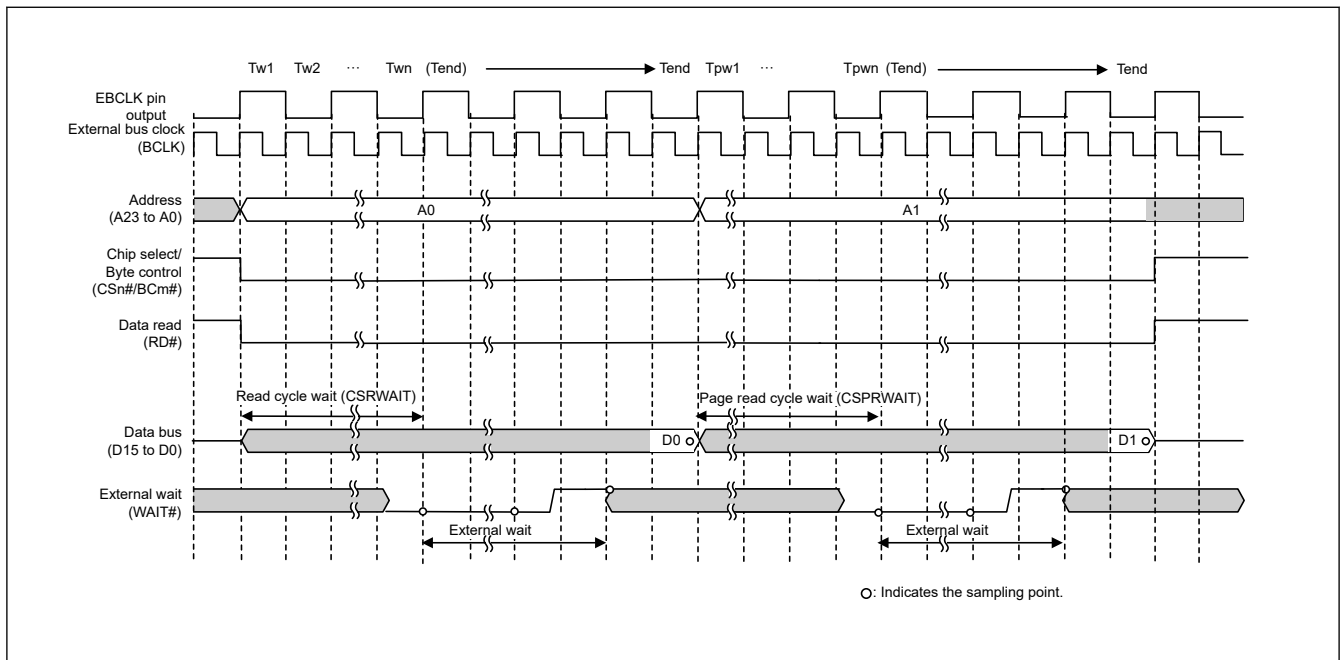 Tw1 Tw2 ... Twn (Tend) Tend Tpw1 ... Tpwn (Tend) Tend
EBCLK pin
output
External bus clock
(BCLK)
Address
(A23 to A0)
A0 A1
Chip select/
Byte control
(CSn#/BCm#)
Data read
(RD#)
Read cycle wait (CSRWAIT) Page read cycle wait (CSPRWAIT)
Data bus
(D15 to D0)
D0 D1
External wait
(WAIT#)
External wait External wait
O: Indicates the sampling point.